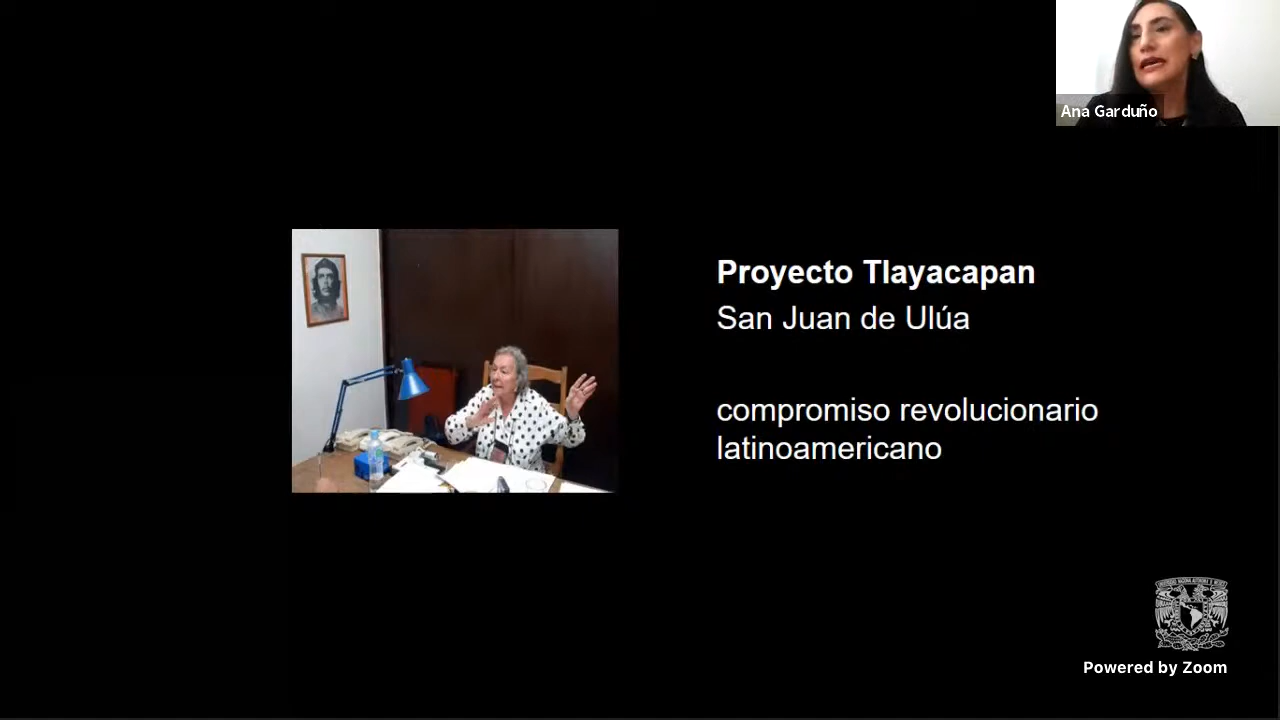 Ana Garduño
Proyecto Tlayacapan
San Juan de Ulúa
compromiso revolucionario
latinoamericano
Powered by Zoom